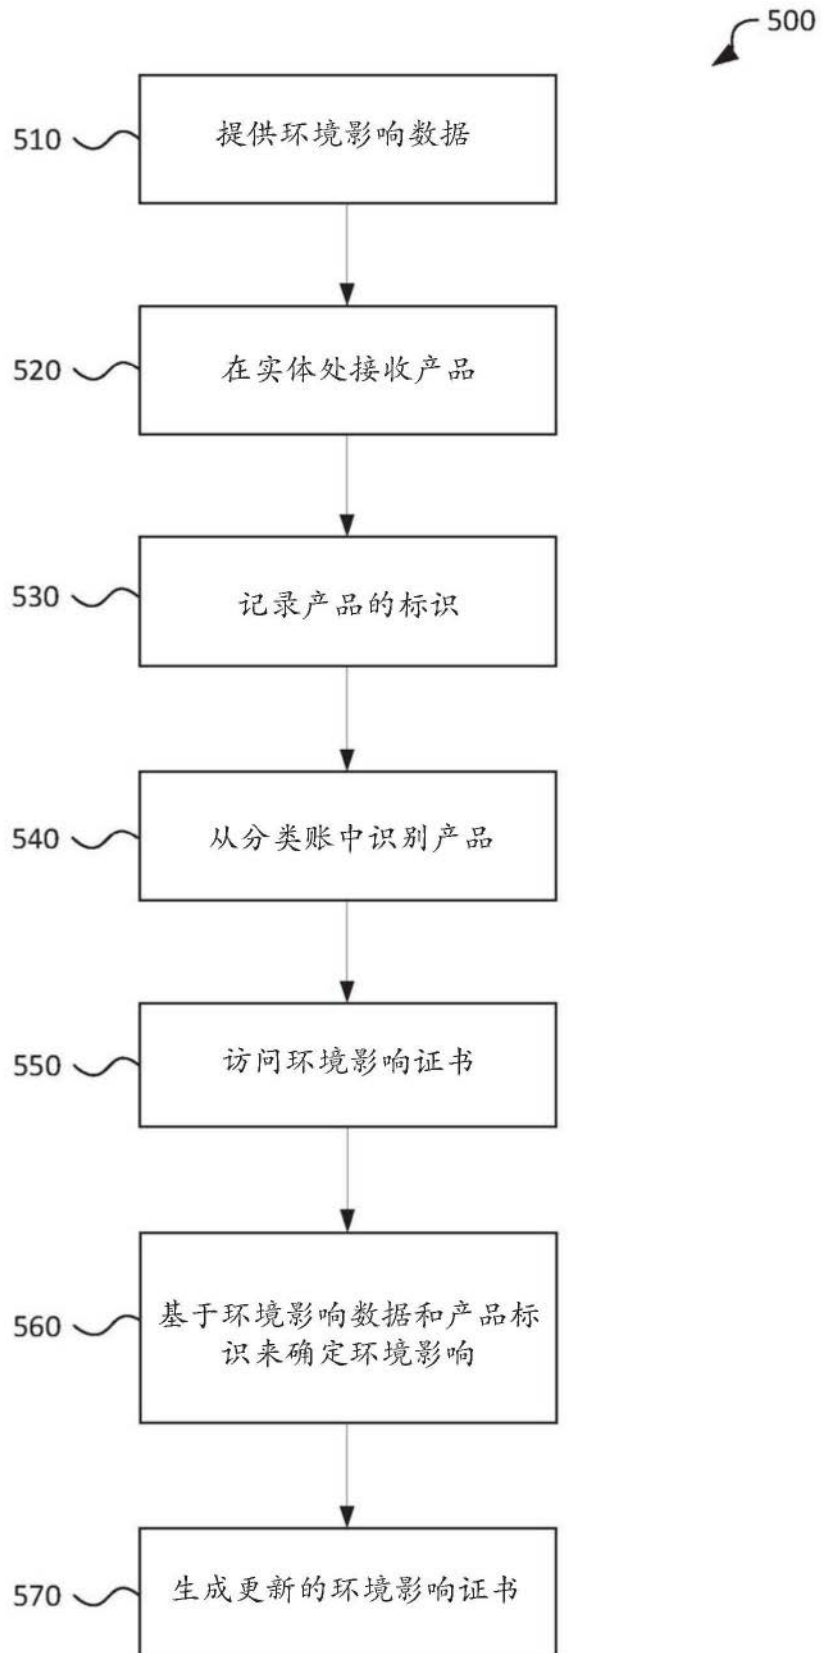 500
510
提供环境影响数据
520
在实体处接收产品
530
记录产品的标识
540
从分类账中识别产品
550
访问环境影响证书
560
基于环境影响数据和产品标
识来确定环境影响
570
生成更新的环境影响证书